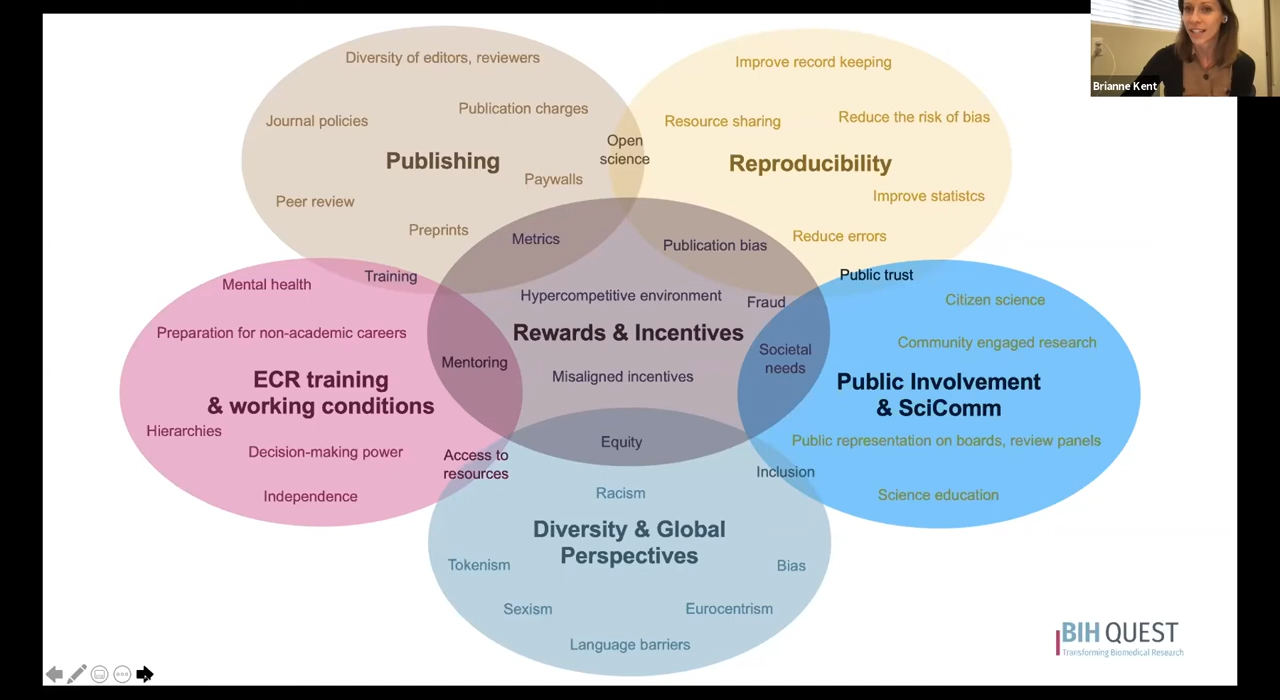 Diversity of editors, reviewers
Publication charges
Journal policies
Publishing
Paywalls
Peer review
Preprints
Open
science
Improve record keeping
Resource sharing
Reduce the risk of bias
Reproducibility
Improve statistcs
Reduce errors
Brianne Kent
Metrics
Publication bias
Training
Public trust
Hypercompetitive environment
Fraud
Rewards & Incentives
Misaligned incentives
Mentoring
Societal
needs
Equity
Mental health
Preparation for non-academic careers
ECR training
& working conditions
Hierarchies
Decision-making power
Independence
Access to
resources
Citizen science
Community engaged research
Public Involvement
& SciComm
Public representation on boards, review panels
Science education
Inclusion
Racism
Diversity & Global
Perspectives
Tokenism
Bias
Sexism
Eurocentrism
Language barriers
BIH QUEST
Transforming Biomedical Research